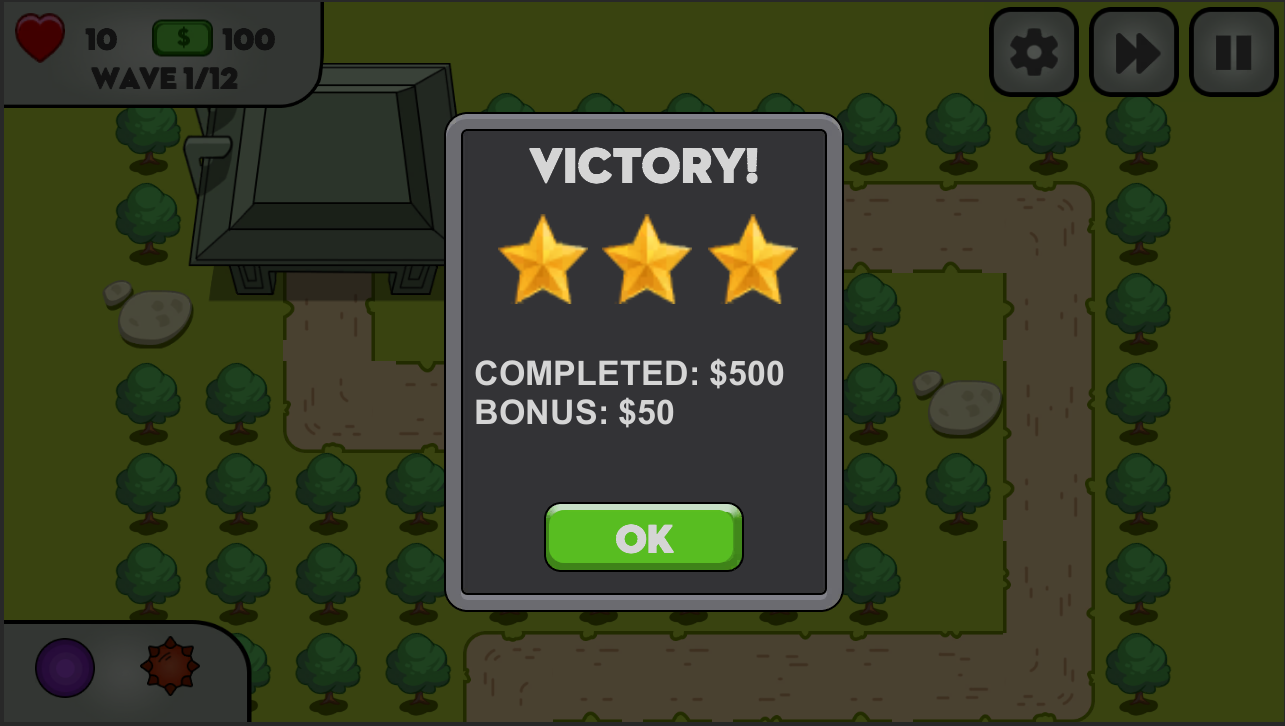 10 $ 100
WAVE 1/12
VICTORY!
COMPLETED: $500
BONUS: $50
OK